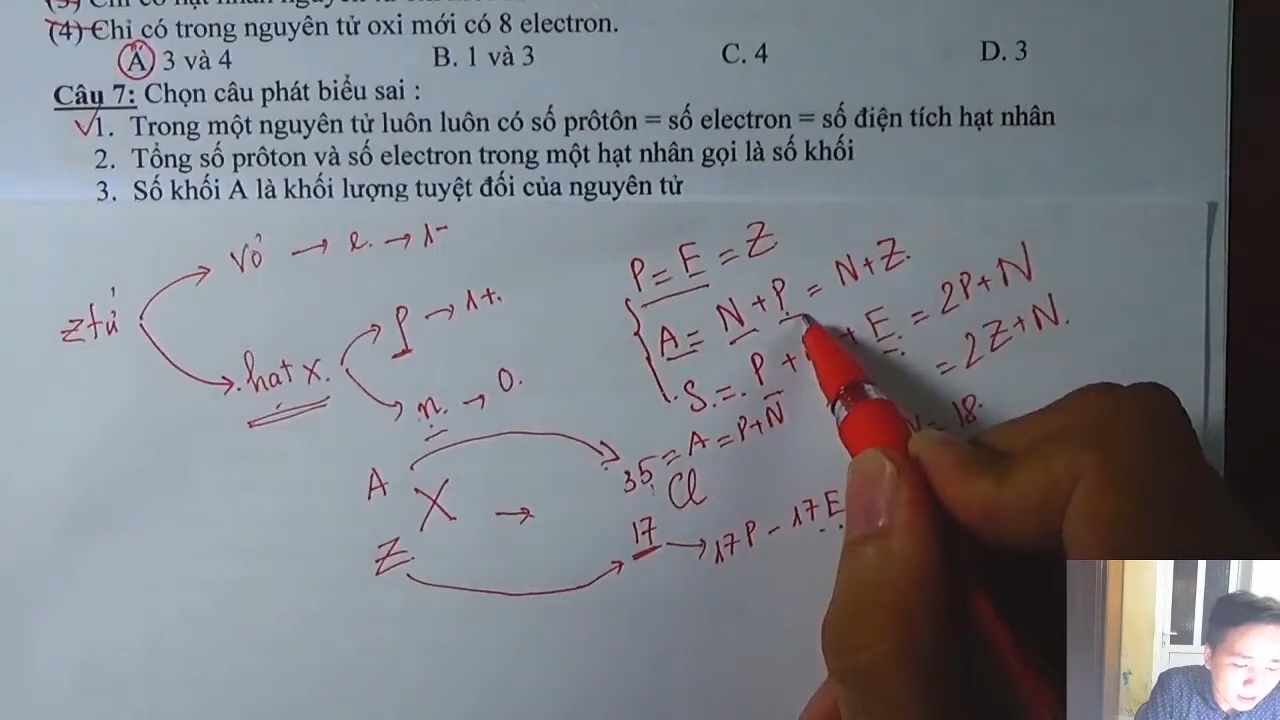 (4) Chỉ có trong nguyên tử oxi mới có 8 electron.
A 3 và 4 B. 1 và 3 C. 4 D. 3
Câu 7: Chọn câu phát biểu sai :
1. Trong một nguyên tử luôn luôn có số prôtôn = số electron = số điện tích hạt nhân
2. Tổng số prôton và số electron trong một hạt nhân gọi là số khối
3. Số khối A là khối lượng tuyệt đối của nguyên tử
ztử
vỏ → e. → 1-
hạt x.
p → 1+.
n. → 0.
P = E = Z
A = N + P = N + Z.
S. = P + + E = 2P + N
= 2Z + N.
35 = A = P + N
= 18.
A
X →
Z
Cl
17 → 17P - 17E